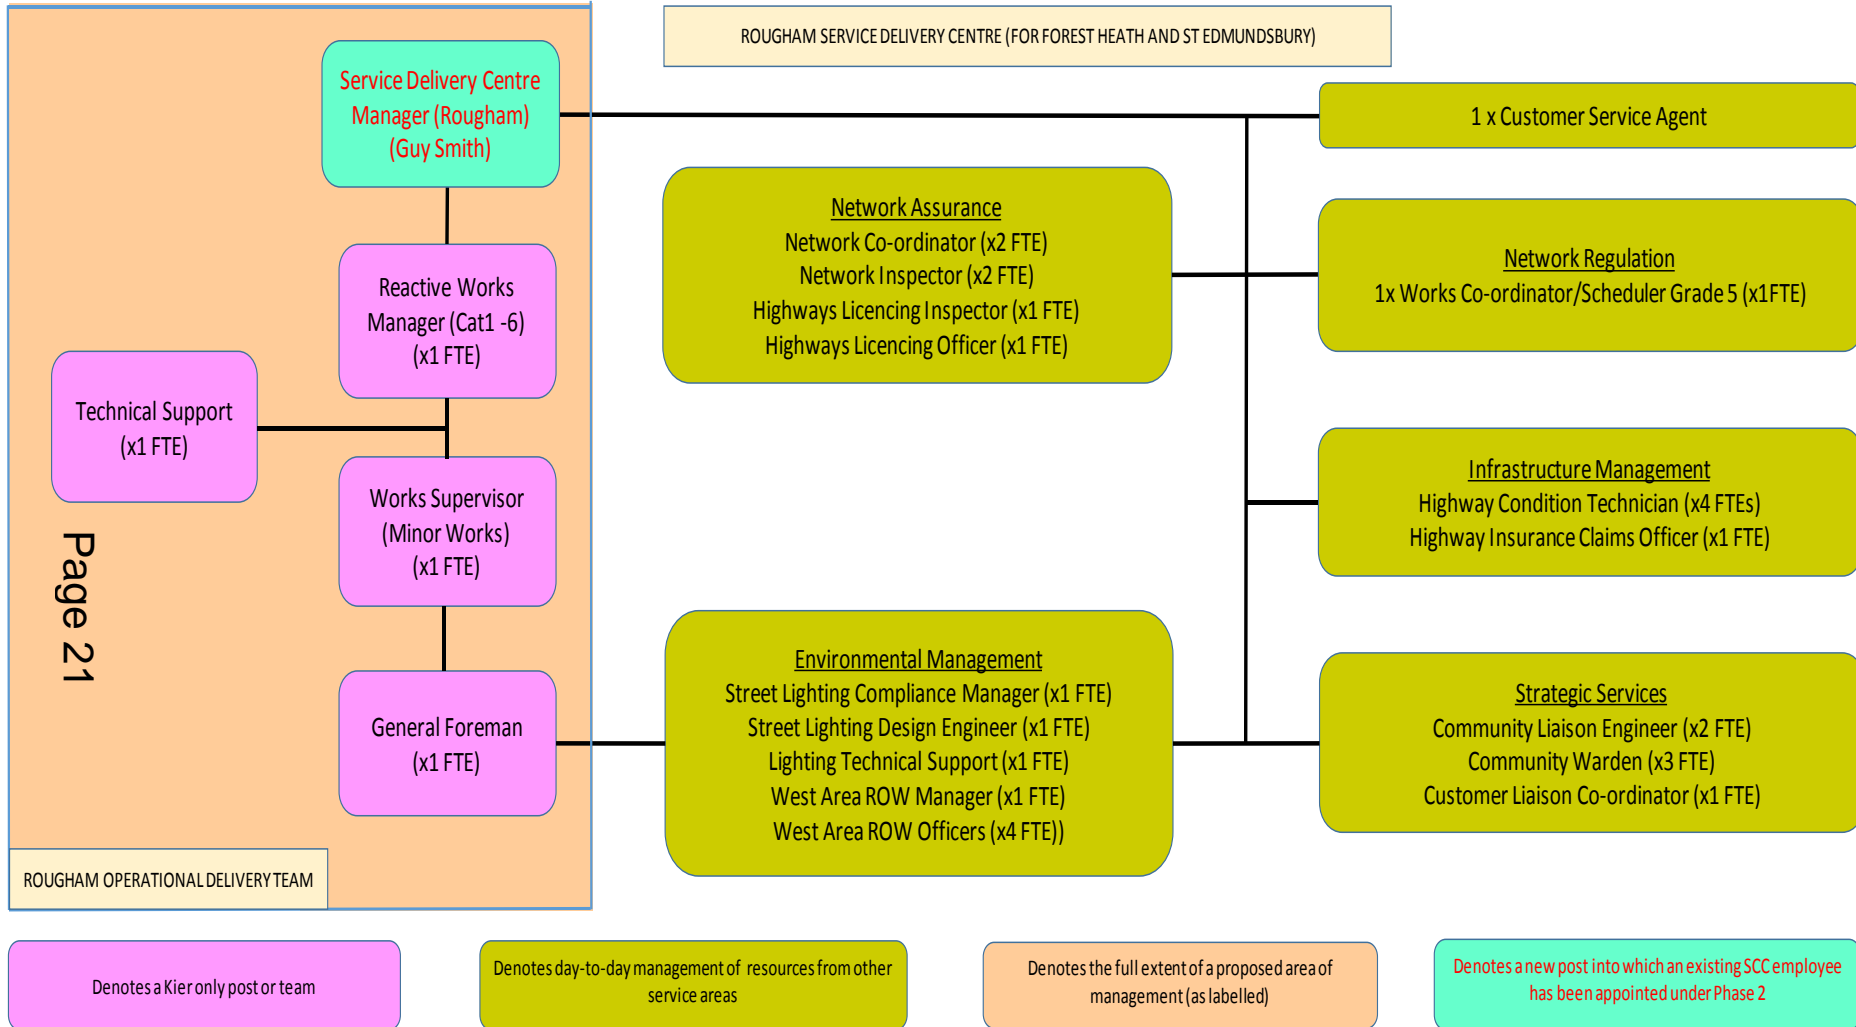 ROUGHAM SERVICE DELIVERY CENTRE (FOR FOREST HEATH AND ST EDMUNDSBURY)
Service Delivery Centre
Manager (Rougham)
(Guy Smith)
1 x Customer Service Agent
Network Assurance
Network Co-ordinator (x2 FTE)
Network Inspector (x2 FTE)
Highways Licencing Inspector (x1 FTE)
Highways Licencing Officer (x1 FTE)
Network Regulation
1x Works Co-ordinator/Scheduler Grade 5 (x1FTE)
Reactive Works
Manager (Cat1 -6)
(x1 FTE)
Technical Support
(x1 FTE)
Works Supervisor
(Minor Works)
(x1 FTE)
Infrastructure Management
Highway Condition Technician (x4 FTEs)
Highway Insurance Claims Officer (x1 FTE)
Page 21
General Foreman
(x1 FTE)
Environmental Management
Street Lighting Compliance Manager (x1 FTE)
Street Lighting Design Engineer (x1 FTE)
Lighting Technical Support (x1 FTE)
West Area ROW Manager (x1 FTE)
West Area ROW Officers (x4 FTE))
Strategic Services
Community Liaison Engineer (x2 FTE)
Community Warden (x3 FTE)
Customer Liaison Co-ordinator (x1 FTE)
ROUGHAM OPERATIONAL DELIVERY TEAM
Denotes a Kier only post or team
Denotes day-to-day management of resources from other
service areas
Denotes the full extent of a proposed area of
management (as labelled)
Denotes a new post into which an existing SCC employee
has been appointed under Phase 2